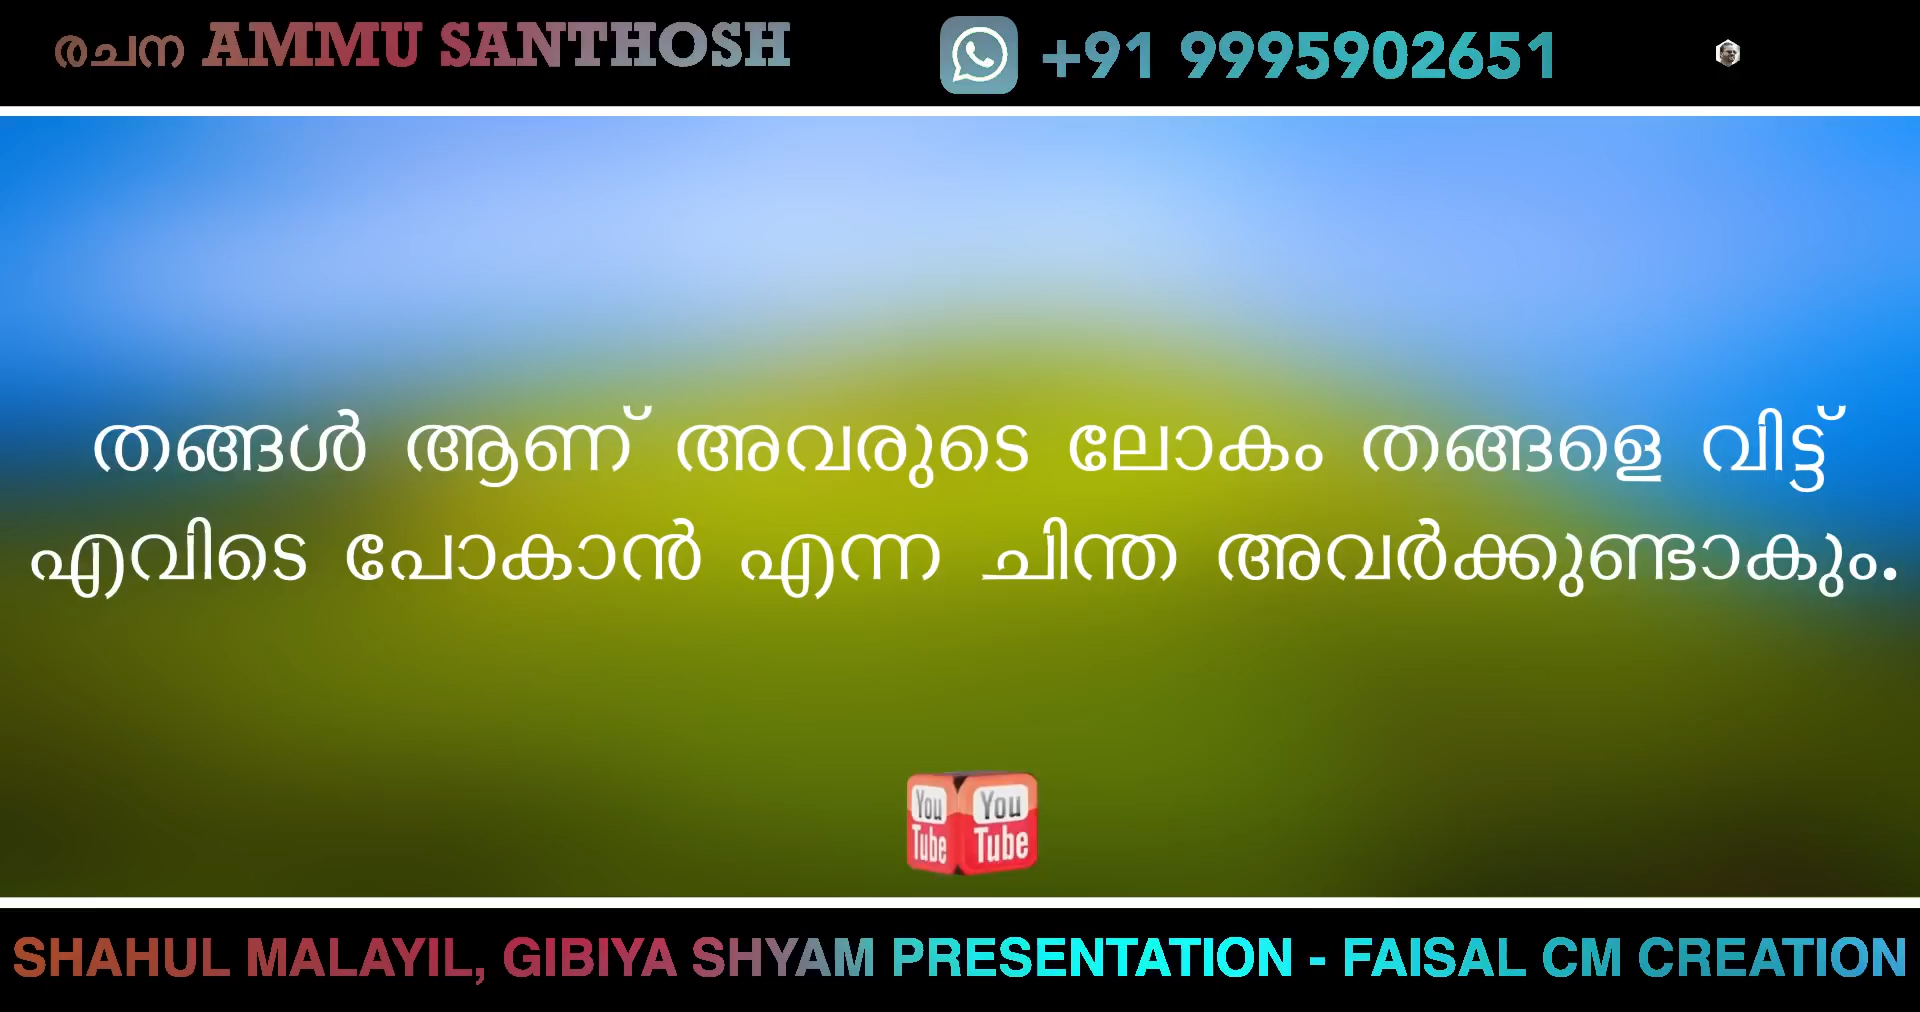 രചന AMMU SANTHOSH
+91 9995902651
തങ്ങൾ ആണ് അവരുടെ ലോകം തങ്ങളെ വിട്ട്
എവിടെ പോകാൻ എന്ന ചിന്ത അവർക്കുണ്ടാകും.
You You
Tube Tube
SHAHUL MALAYIL, GIBIYA SHYAM PRESENTATION - FAISAL CM CREATION